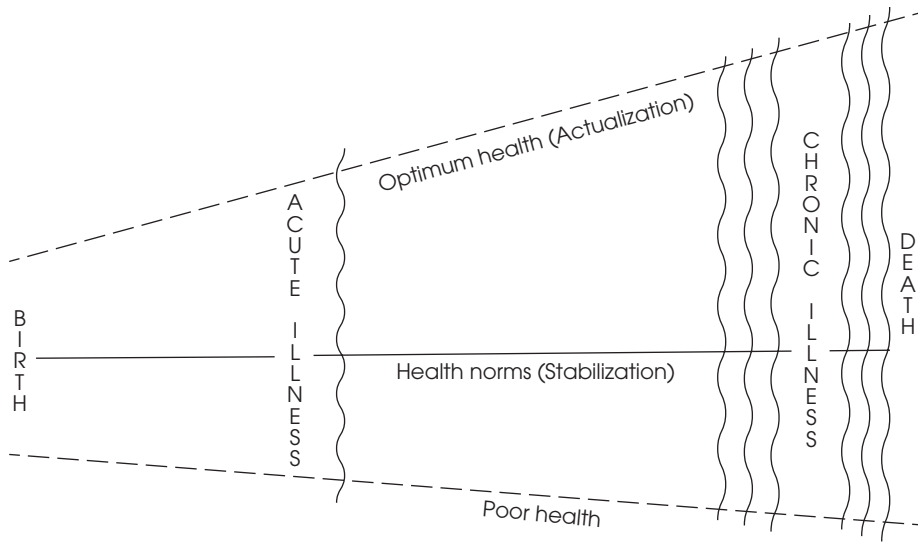 BIRTH
ACUTE ILLNESS
Optimum health (Actualization)
Health norms (Stabilization)
Poor health
CHRONIC ILLNESS
DEATH